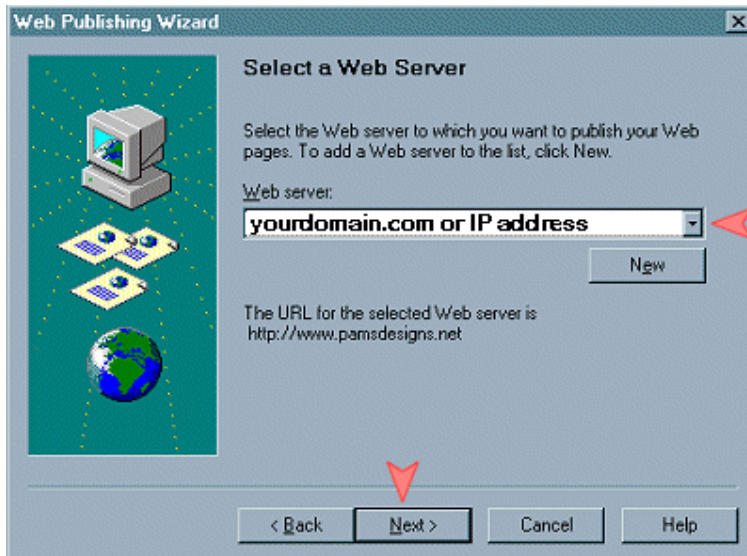 Web Publishing Wizard
Select a Web Server
Select the Web server to which you want to publish your Web
pages. To add a Web server to the list, click New.
Web server:
yourdomain.com or IP address
New
The URL for the selected Web server is
http://www.pamsdesigns.net
< Back
Next >
Cancel
Help